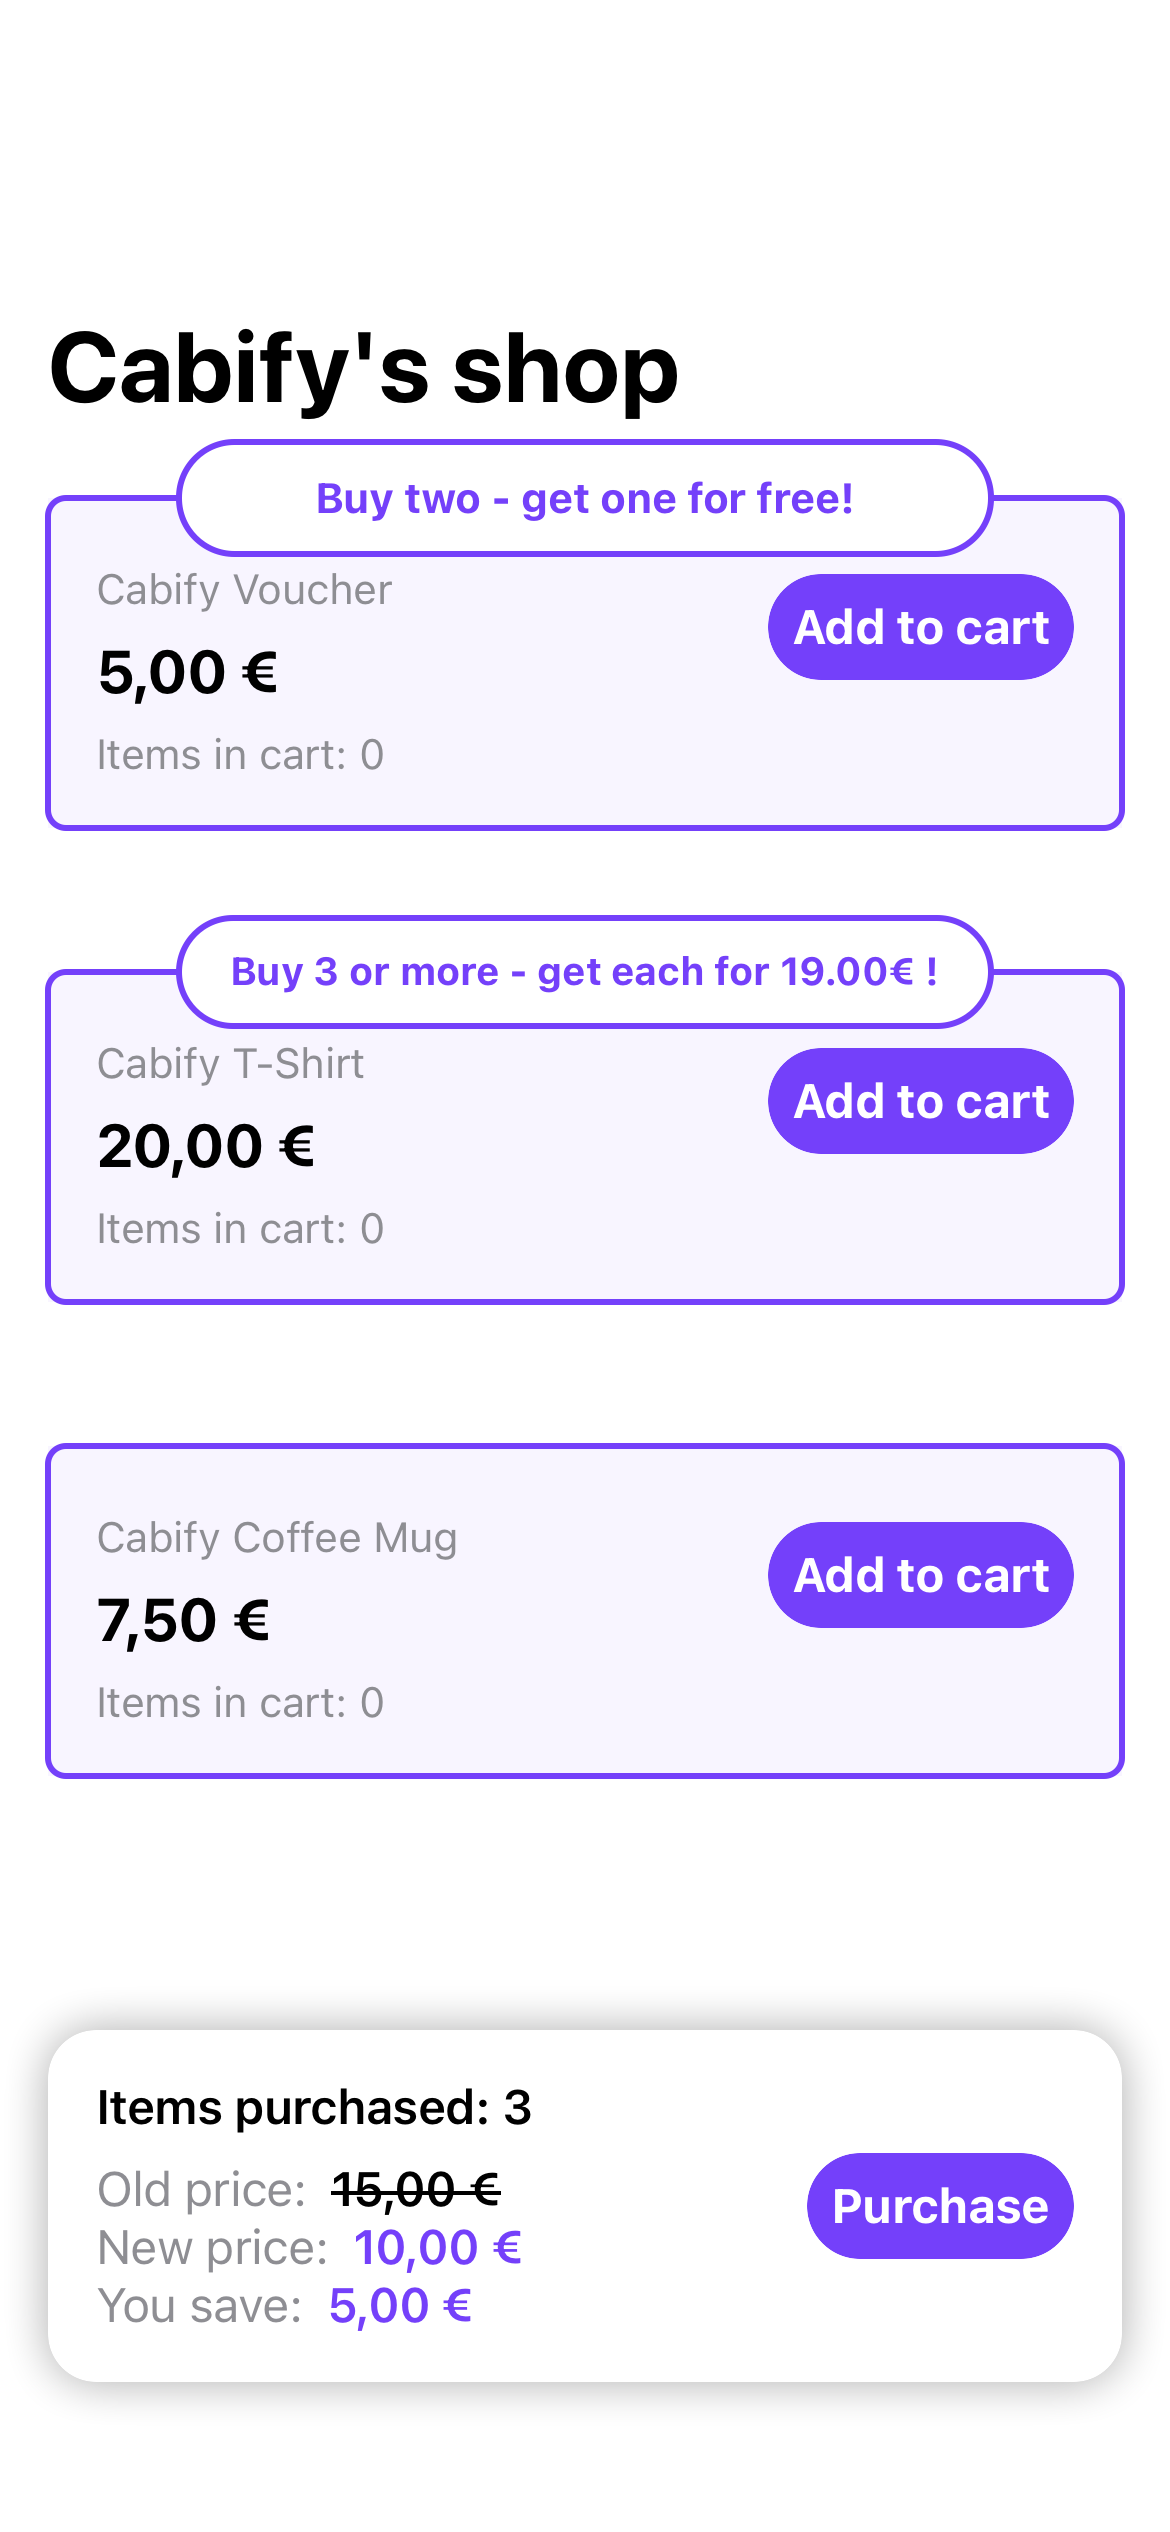 Cabify's shop
Buy two - get one for free!
Cabify Voucher
Add to cart
5,00 €
Items in cart: 0
Buy 3 or more - get each for 19.00€ !
Cabify T-Shirt
Add to cart
20,00 €
Items in cart: 0
Cabify Coffee Mug
Add to cart
7,50 €
Items in cart: 0
Items purchased: 3
Old price: 15,00 €
New price: 10,00 €
You save: 5,00 €
Purchase